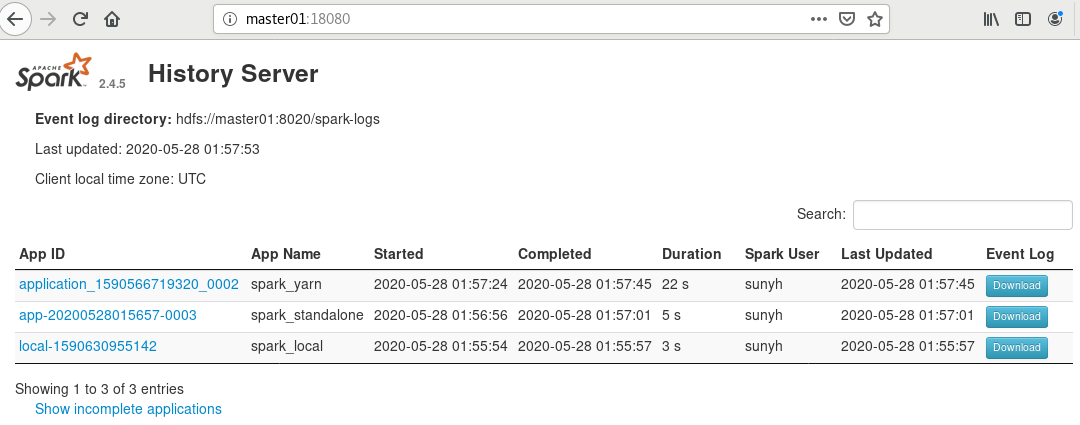 master01:18080
APACHE
Spark 2.4.5 History Server
Event log directory: hdfs://master01:8020/spark-logs
Last updated: 2020-05-28 01:57:53
Client local time zone: UTC
Search:
App ID App Name Started Completed Duration Spark User Last Updated Event Log
application_1590566719320_0002 spark_yarn 2020-05-28 01:57:24 2020-05-28 01:57:45 22 s sunyh 2020-05-28 01:57:45 Download
app-20200528015657-0003 spark_standalone 2020-05-28 01:56:56 2020-05-28 01:57:01 5 s sunyh 2020-05-28 01:57:01 Download
local-1590630955142 spark_local 2020-05-28 01:55:54 2020-05-28 01:55:57 3 s sunyh 2020-05-28 01:55:57 Download
Showing 1 to 3 of 3 entries
Show incomplete applications